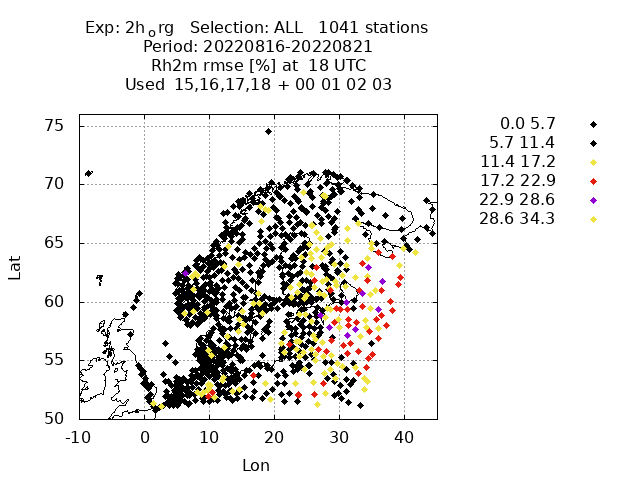 Exp: 2h_o rg   Selection: ALL   1041 stations
Period: 20220816-20220821
Rh2m rmse [%] at  18 UTC
Used  15,16,17,18 + 00 01 02 03
0.0 5.7
5.7 11.4
11.4 17.2
17.2 22.9
22.9 28.6
28.6 34.3
Lat
75
70
65
60
55
50
-10 0 10 20 30 40
Lon